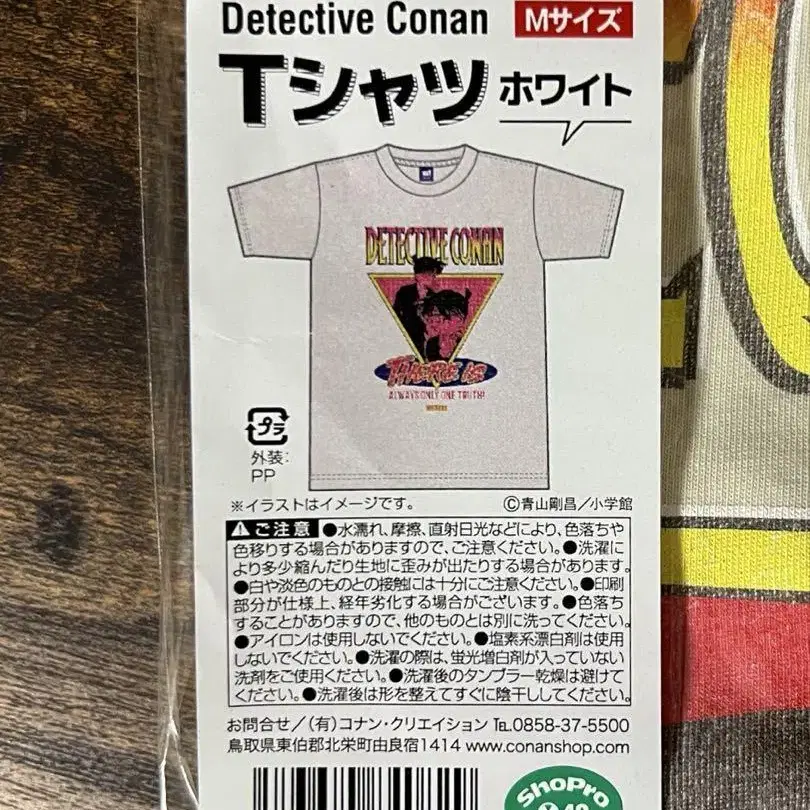 Detective Conan Mサイズ
Tシャツ ホワイト
DETECTIVE CONAN
THERE IS
ALWAYS ONLY ONE TRUTH!
プラ
外装:
PP
※イラストはイメージです。 ©青山剛昌／小学館
ご注意 ●水濡れ、摩擦、直射日光などにより、色落ちや
色移りする場合がありますので、ご注意ください。●洗濯に
より多少縮んだり生地に歪みが出たりする場合があります。
●白や淡色のものとの接触には十分にご注意ください。●印刷
部分が仕様上、経年劣化する場合がございます。●色落ち
することがありますので、他のものとは別に洗ってください。
●アイロンは使用しないでください。●塩素系漂白剤は使用
しないでください。●洗濯の際は、蛍光増白剤が入っていない
洗剤をご使用ください。●洗濯後のタンブラー乾燥は避けて
ください。●洗濯後は形を整えてすぐに陰干ししてください。
お問合せ／(有)コナン・クリエイション TEL.0858-37-5500
鳥取県東伯郡北栄町由良宿1414 www.conanshop.com
ShoPro